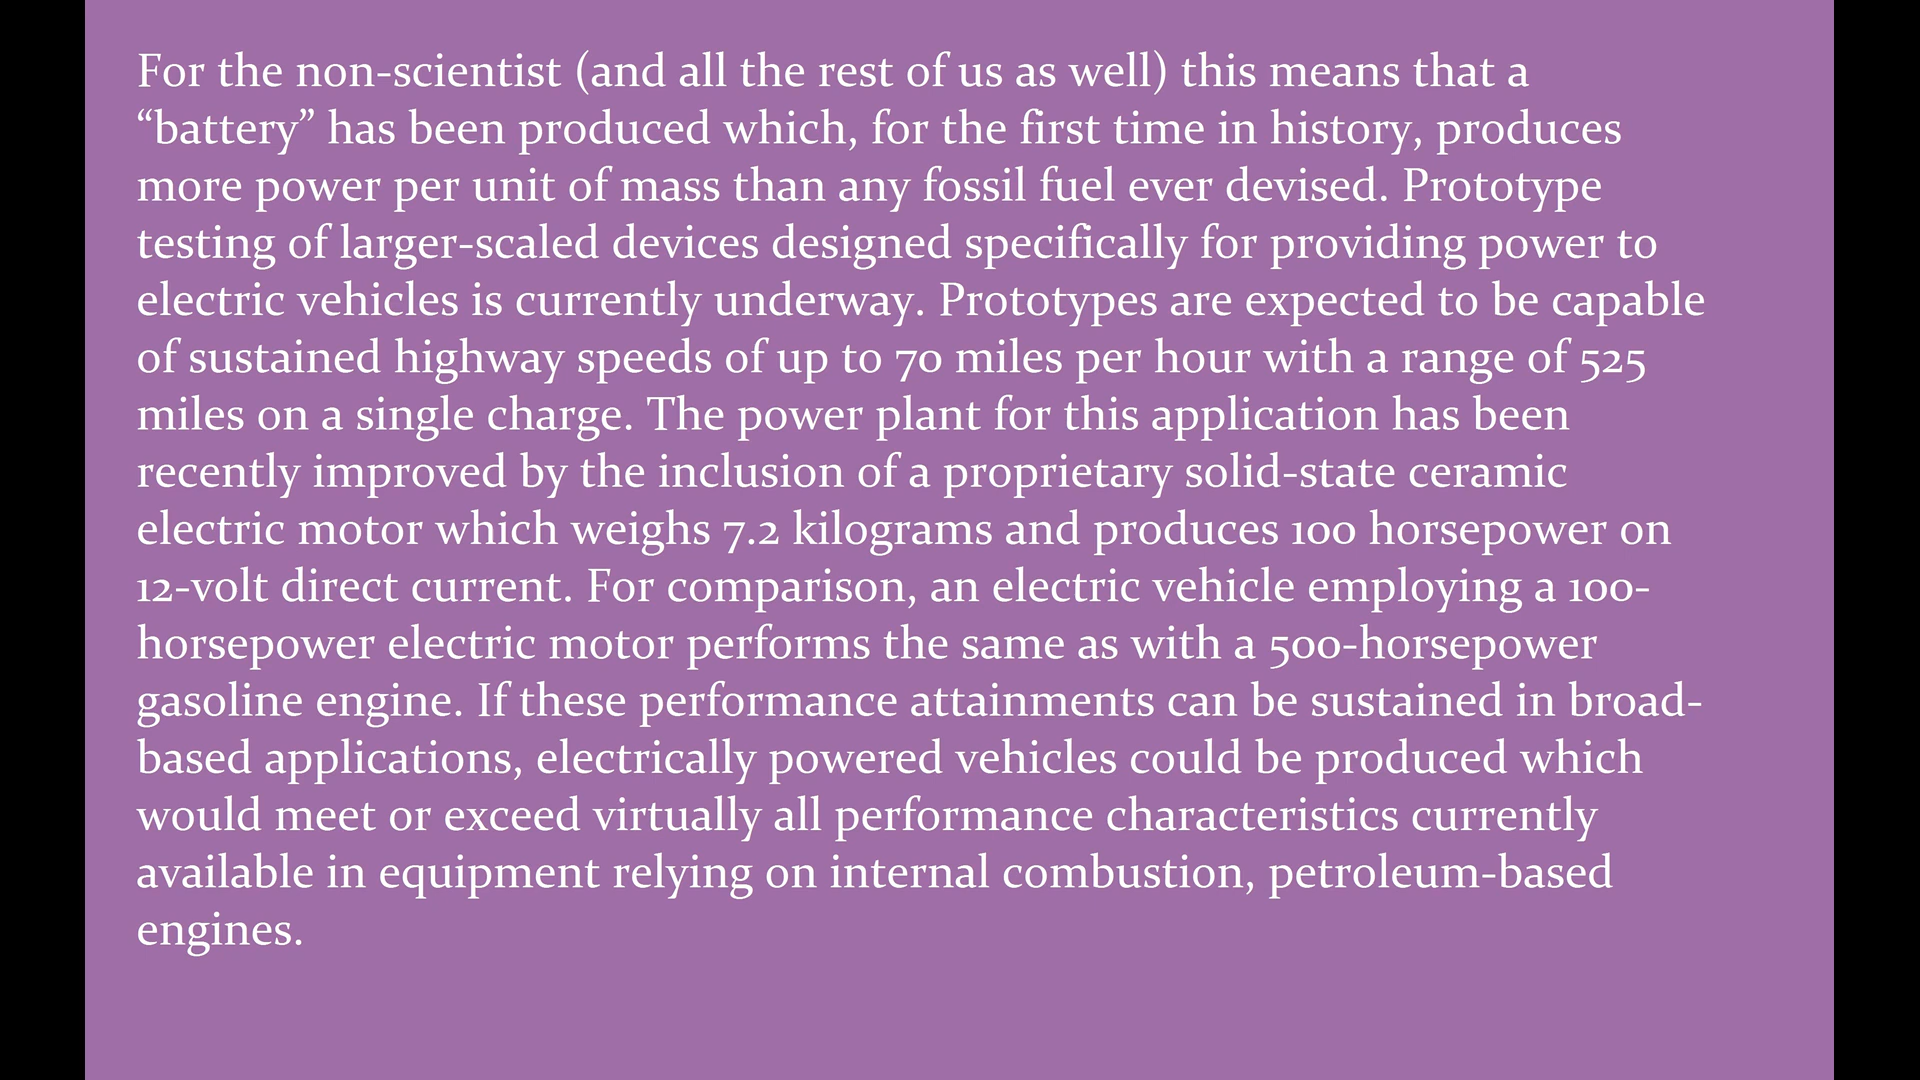 For the non-scientist (and all the rest of us as well) this means that a
“battery” has been produced which, for the first time in history, produces
more power per unit of mass than any fossil fuel ever devised. Prototype
testing of larger-scaled devices designed specifically for providing power to
electric vehicles is currently underway. Prototypes are expected to be capable
of sustained highway speeds of up to 70 miles per hour with a range of 525
miles on a single charge. The power plant for this application has been
recently improved by the inclusion of a proprietary solid-state ceramic
electric motor which weighs 7.2 kilograms and produces 100 horsepower on
12-volt direct current. For comparison, an electric vehicle employing a 100-
horsepower electric motor performs the same as with a 500-horsepower
gasoline engine. If these performance attainments can be sustained in broad-
based applications, electrically powered vehicles could be produced which
would meet or exceed virtually all performance characteristics currently
available in equipment relying on internal combustion, petroleum-based
engines.